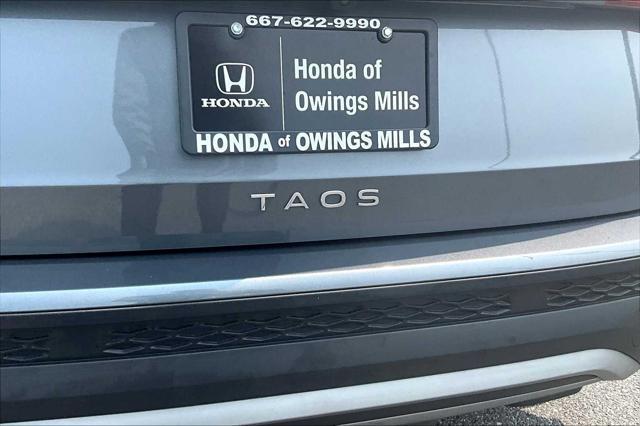 667-622-9990
HONDA
Honda of
Owings Mills
HONDA of OWINGS MILLS
TAOS